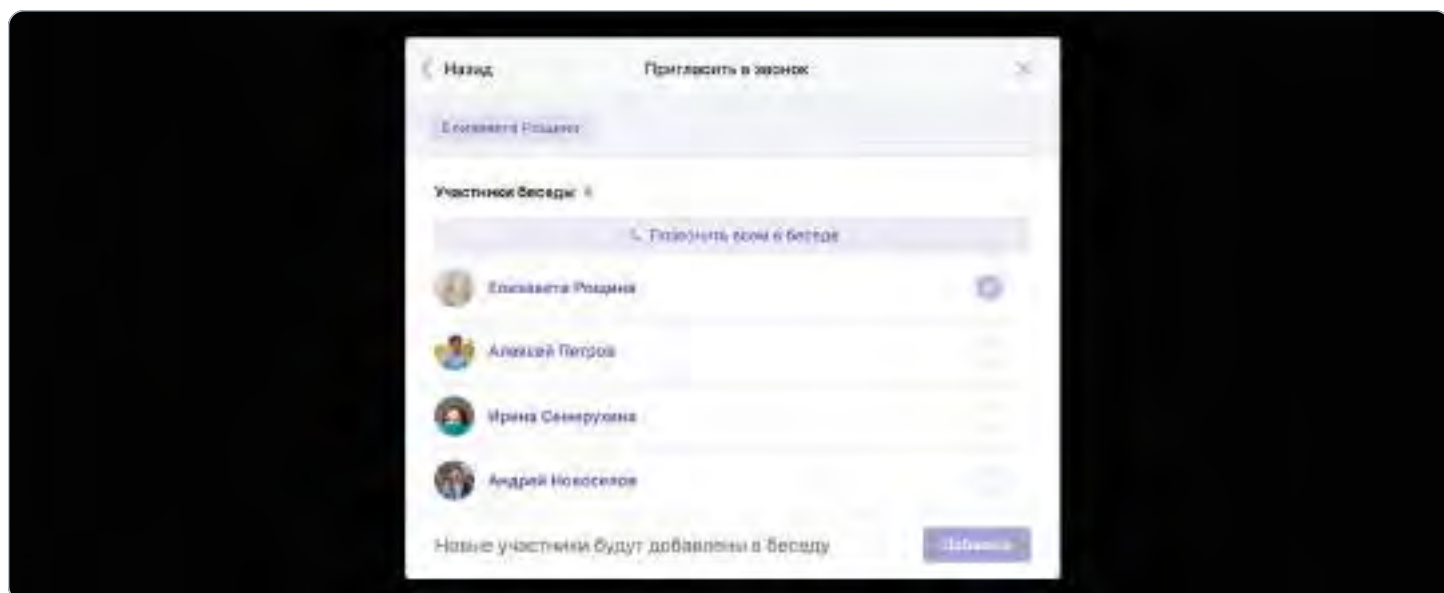 Назад
Пригласить в звонок
Елизавета Рощина
Участники беседы
Позвонить всем в беседе
Елизавета Рощина
Алексей Петров
Ирина
Андрей Новоселов
Новые участники будут добавлены в беседу
Добавить